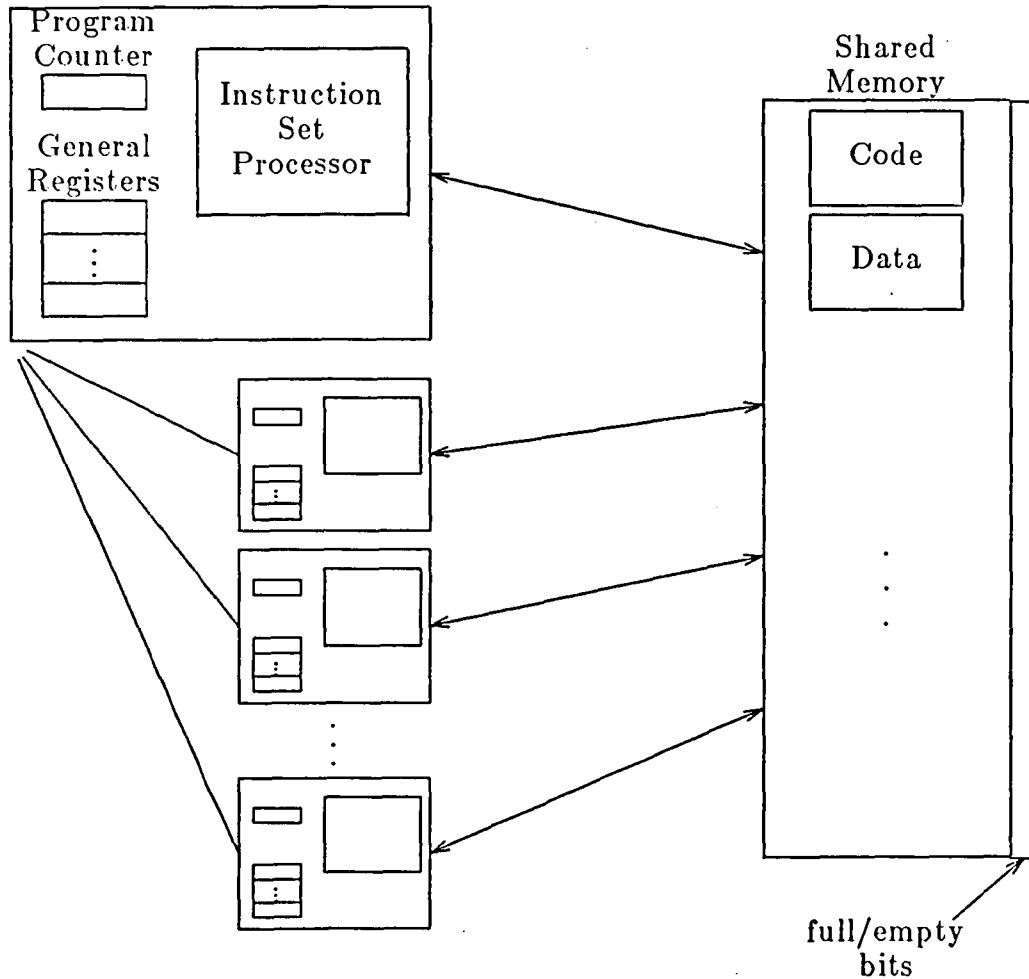 Program
Counter
Instruction
Set
Processor
General
Registers
Shared
Memory
Code
Data
full/empty
bits